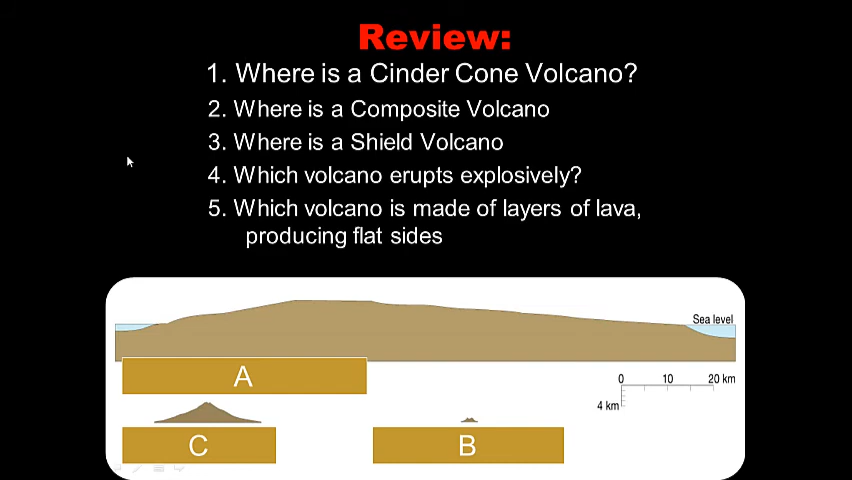 Review:
1. Where is a Cinder Cone Volcano?
2. Where is a Composite Volcano
3. Where is a Shield Volcano
4. Which volcano erupts explosively?
5. Which volcano is made of layers of lava,
producing flat sides
Sea level
A
0 10 20 km
4 km
C
B